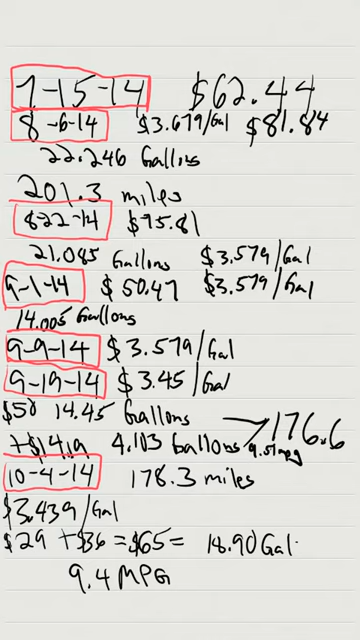 7-15-14 $62.44
8-6-14 $3.679/Gal $81.84
22.246 Gallons
201.3 miles
8-22-14 $75.81
21.085 Gallons $3.579/Gal
9-1-14 $50.47 $3.579/Gal
14.005 Gallons
9-9-14 $3.579/Gal
9-19-14 $3.45/Gal
$50 14.45 Gallons 176.6
+$14.19 4.103 Gallons 9.51mpg
10-4-14 178.3 miles
$3.439/Gal
$29 + $36 = $65 = 18.90 Gal.
9.4 MPG